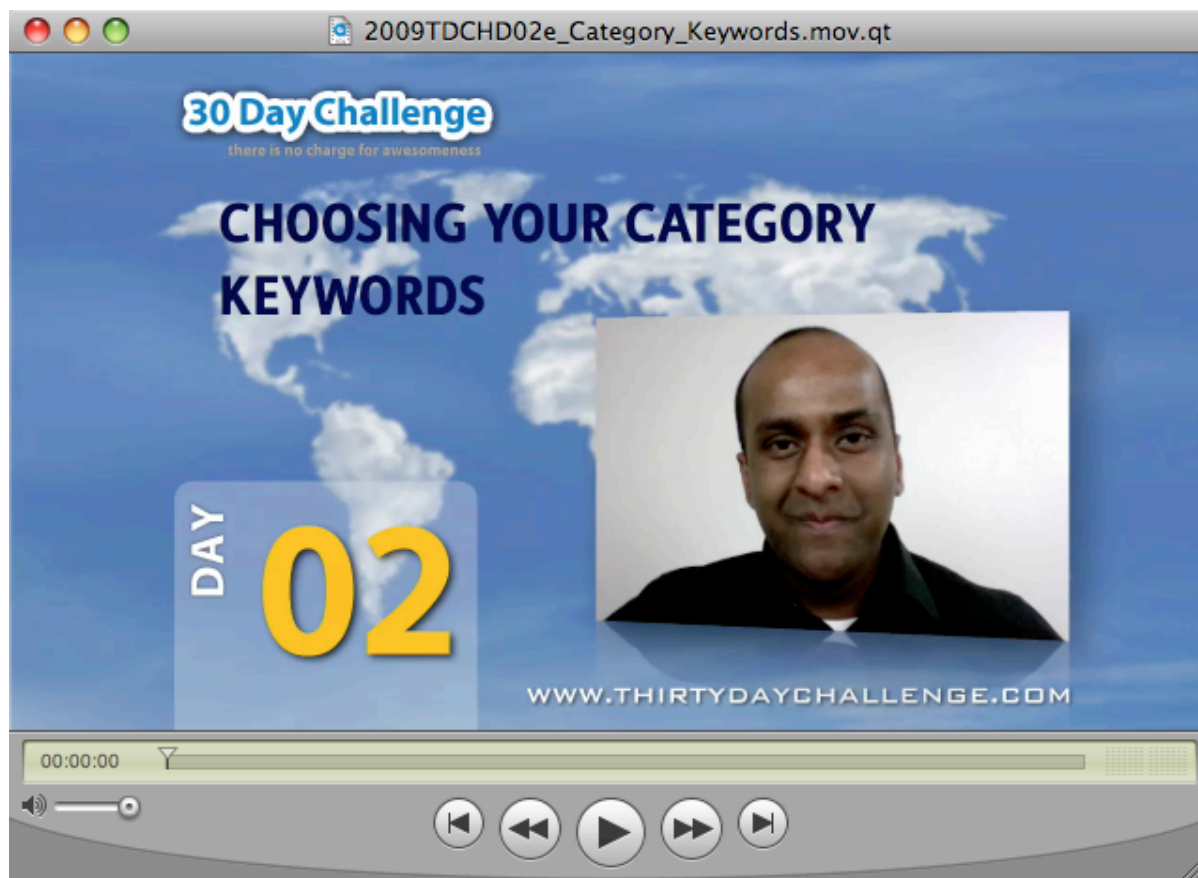 2009TDCHD02e_Category_Keywords.mov.qt
30 Day Challenge
there is no charge for awesomeness
CHOOSING YOUR CATEGORY
KEYWORDS
DAY
02
WWW.THIRTYDAYCHALLENGE.COM
00:00:00